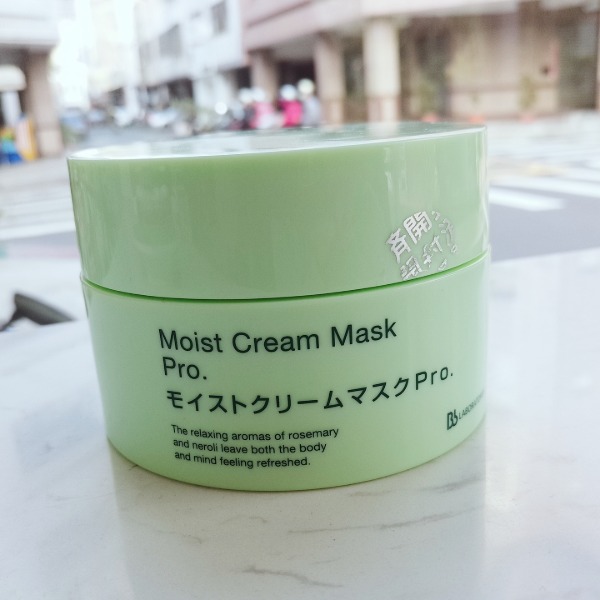 Moist Cream Mask
Pro.
モイストクリームマスクPro.
The relaxing aromas of rosemary
and neroli leave both the body
and mind feeling refreshed.